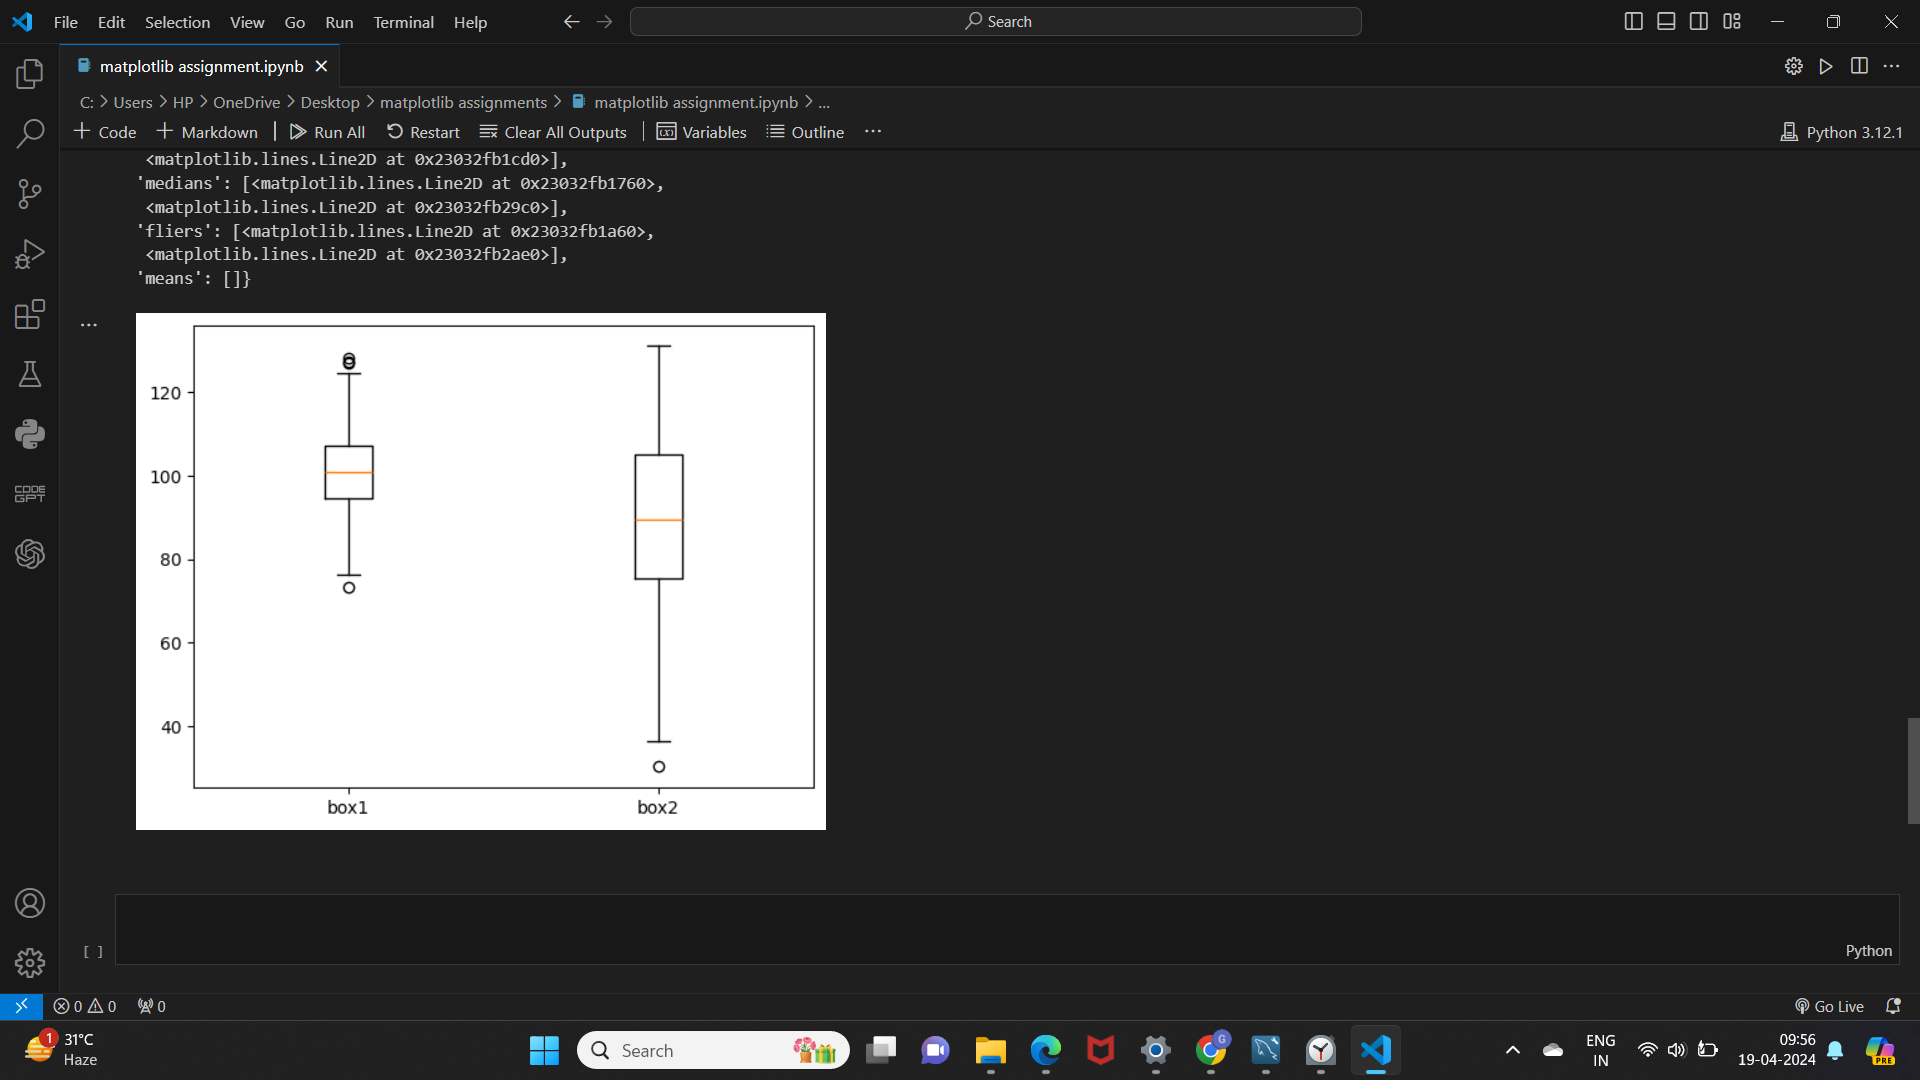 File Edit Selection View Go Run Terminal Help
Search
matplotlib assignment.ipynb
C: > Users > HP > OneDrive > Desktop > matplotlib assignments > matplotlib assignment.ipynb > ...
+ Code + Markdown | Run All Restart Clear All Outputs | Variables Outline ...
Python 3.12.1
<matplotlib.lines.Line2D at 0x23032fb1cd0>],
'medians': [<matplotlib.lines.Line2D at 0x23032fb1760>,
<matplotlib.lines.Line2D at 0x23032fb29c0>],
'fliers': [<matplotlib.lines.Line2D at 0x23032fb1a60>,
<matplotlib.lines.Line2D at 0x23032fb2ae0>],
'means': []}
...
120
100
80
60
40
box1 box2
CODE
GPT
[ ]
Python
0 0 0
Go Live
1
31°C
Haze
Search
G
ENG
IN
09:56
19-04-2024
PRE